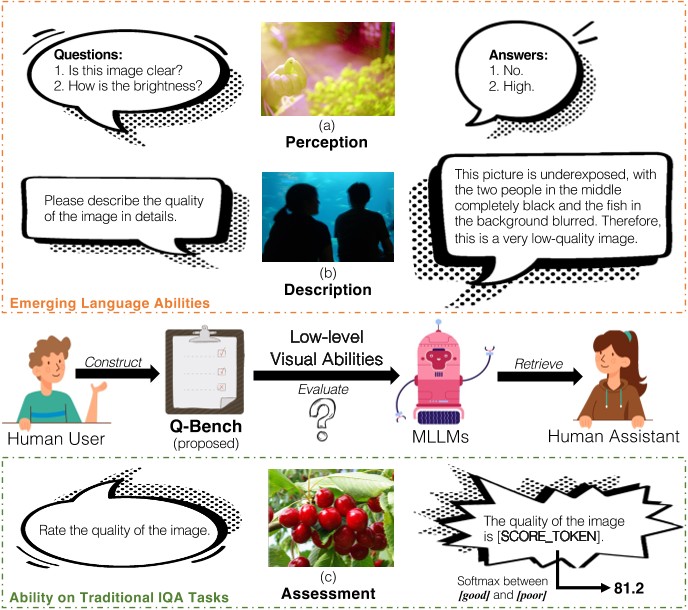 Questions:
1. Is this image clear?
2. How is the brightness?
(a)
Perception
Answers:
1. No.
2. High.
Please describe the quality
of the image in details.
(b)
Description
This picture is underexposed, with
the two people in the middle
completely black and the fish in
the background blurred. Therefore,
this is a very low-quality image.
Emerging Language Abilities
Human User
Construct
Q-Bench
(proposed)
Low-level
Visual Abilities
Evaluate
?
MLLMs
Retrieve
Human Assistant
Rate the quality of the image.
(c)
Assessment
The quality of the image
is [SCORE_TOKEN].
Softmax between
[good] and [poor]
81.2
Ability on Traditional IQA Tasks